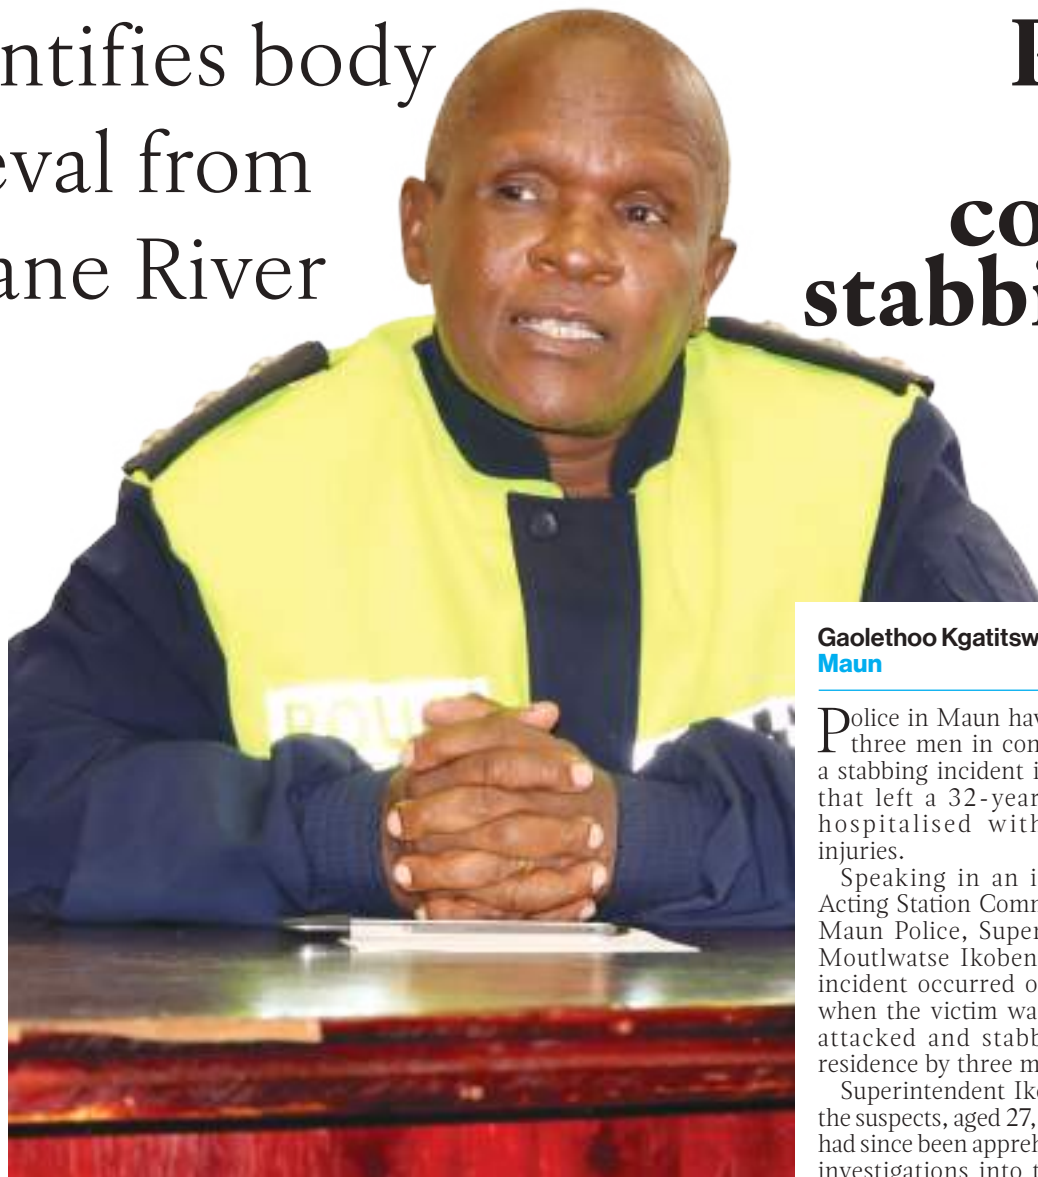 ntifies body
eval from
ane River
co
stabbi
Gaolethoo Kgatitsw
Maun
Police in Maun hav
three men in con
a stabbing incident i
that left a 32-year
hospitalised with
injuries.
Speaking in an i
Acting Station Comm
Maun Police, Super
Moutlwatse Ikoben
incident occurred o
when the victim wa
attacked and stabb
residence by three m
Superintendent Ik
the suspects, aged 27,
had since been appreh
investigations into t